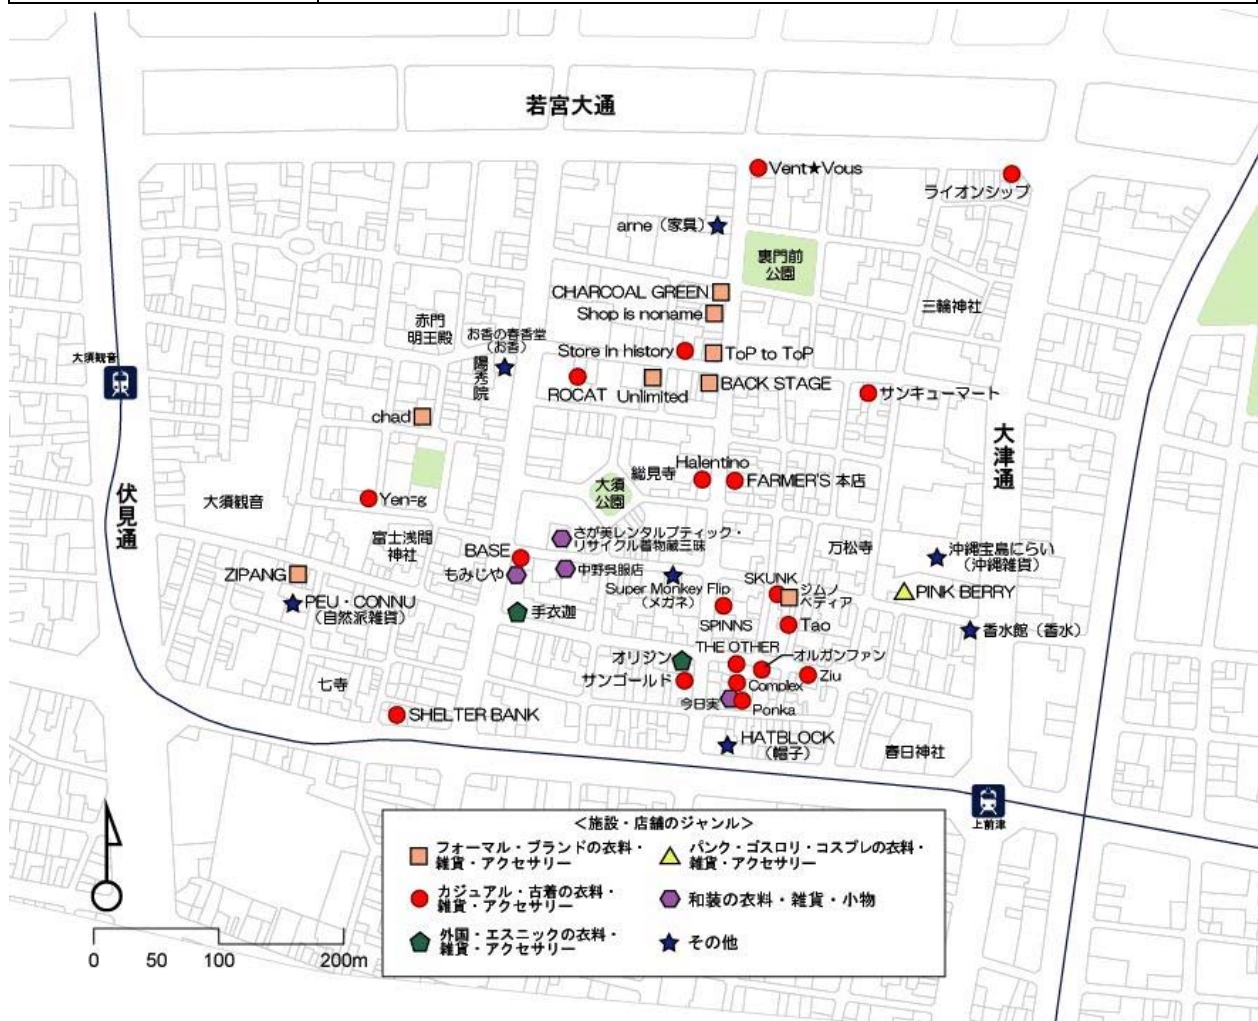 若宮大通
Vent★Vous
ライオンシップ
arne（家具）
裏門前
公園
CHARCOAL GREEN
Shop is noname
三輪神社
赤門
明王殿
お香の春香堂
（お香）
陽秀院
Store In history
ToP to ToP
大須観音
ROCAT
Unlimited
BACK STAGE
サンキューマート
chad
大津通
Halentino
総見寺
FARMER'S 本店
大須
公園
Yen=g
大須観音
伏見通
富士浅間
神社
さが美レンタルブティック・
リサイクル着物蔵三昧
BASE
もみじや
中野呉服店
万松寺
沖縄宝島にらい
（沖縄雑貨）
ZIPANG
Super Monkey Flip
（メガネ）
SKUNK
ジムノ
ペディア
PINK BERRY
PEU・CONNU
（自然派雑貨）
手衣迦
SPINNS
Tao
香水館（香水）
THE OTHER
オルガンファン
オリジン
サンゴールド
Ziu
Complex
七寺
今日実
Ponka
SHELTER BANK
HATBLOCK
（帽子）
春日神社
上前津
＜施設・店舗のジャンル＞
フォーマル・ブランドの衣料・
雑貨・アクセサリー
パンク・ゴスロリ・コスプレの衣料・
雑貨・アクセサリー
カジュアル・古着の衣料・
雑貨・アクセサリー
和装の衣料・雑貨・小物
外国・エスニックの衣料・
雑貨・アクセサリー
その他
0 50 100 200m